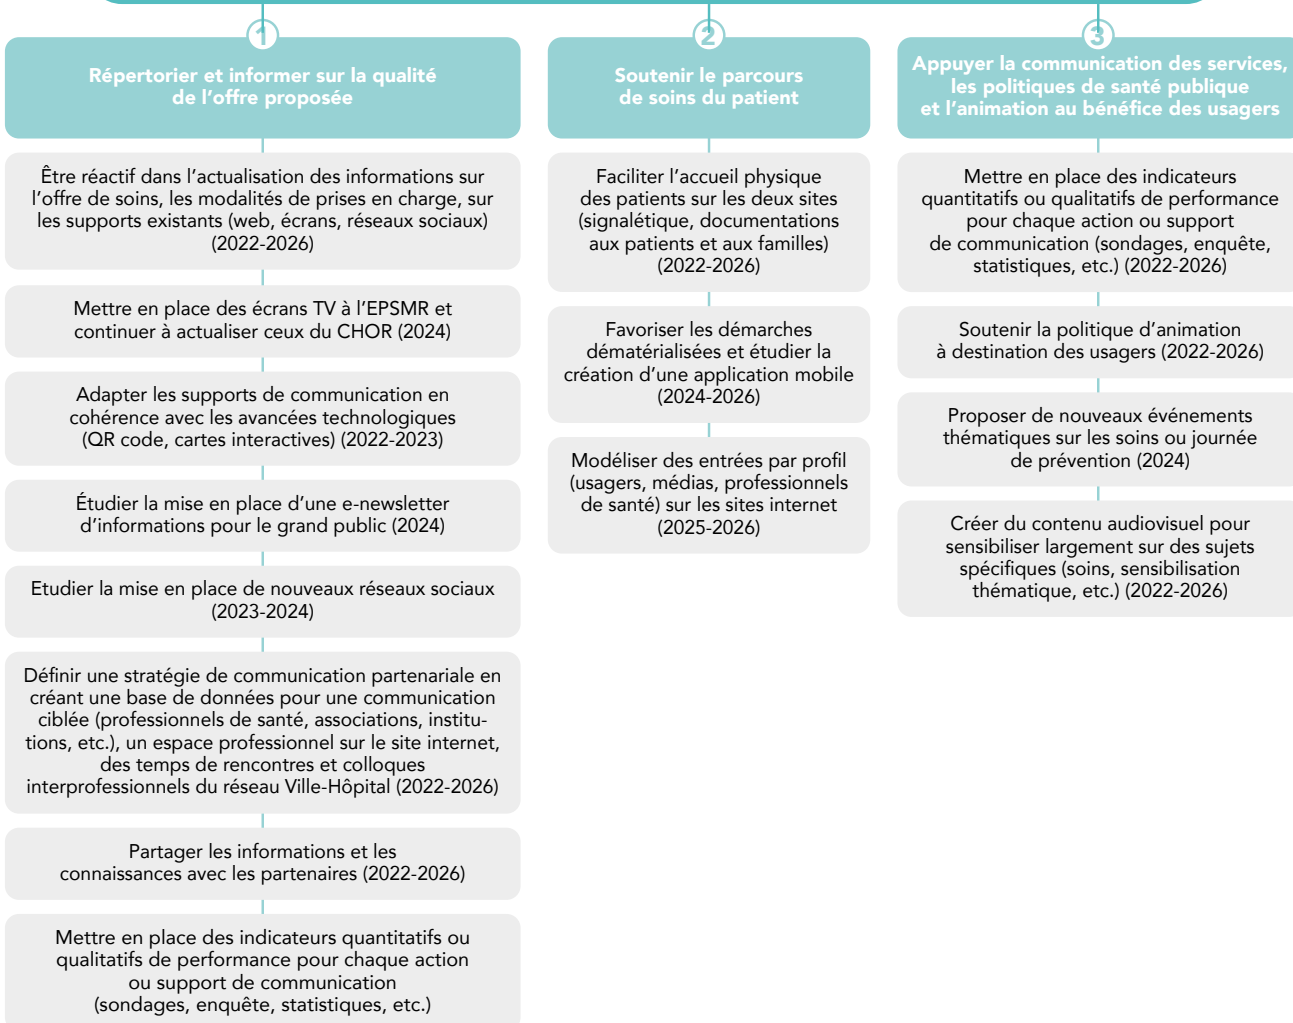 1
Répertorier et informer sur la qualité
de l'offre proposée
Être réactif dans l'actualisation des informations sur
l'offre de soins, les modalités de prises en charge, sur
les supports existants (web, écrans, réseaux sociaux)
(2022-2026)
Mettre en place des écrans TV à l'EPSMR et
continuer à actualiser ceux du CHOR (2024)
Adapter les supports de communication en
cohérence avec les avancées technologiques
(QR code, cartes interactives) (2022-2023)
Étudier la mise en place d'une e-newsletter
d'informations pour le grand public (2024)
Etudier la mise en place de nouveaux réseaux sociaux
(2023-2024)
Définir une stratégie de communication partenariale en
créant une base de données pour une communication
ciblée (professionnels de santé, associations, institu-
tions, etc.), un espace professionnel sur le site internet,
des temps de rencontres et colloques
interprofessionnels du réseau Ville-Hôpital (2022-2026)
Partager les informations et les
connaissances avec les partenaires (2022-2026)
Mettre en place des indicateurs quantitatifs ou
qualitatifs de performance pour chaque action
ou support de communication
(sondages, enquête, statistiques, etc.)
2
Soutenir le parcours
de soins du patient
Faciliter l'accueil physique
des patients sur les deux sites
(signalétique, documentations
aux patients et aux familles)
(2022-2026)
Favoriser les démarches
dématérialisées et étudier la
création d'une application mobile
(2024-2026)
Modéliser des entrées par profil
(usagers, médias, professionnels
de santé) sur les sites internet
(2025-2026)
3
Appuyer la communication des services,
les politiques de santé publique
et l'animation au bénéfice des usagers
Mettre en place des indicateurs
quantitatifs ou qualitatifs de performance
pour chaque action ou support
de communication (sondages, enquête,
statistiques, etc.) (2022-2026)
Soutenir la politique d'animation
à destination des usagers (2022-2026)
Proposer de nouveaux événements
thématiques sur les soins ou journée
de prévention (2024)
Créer du contenu audiovisuel pour
sensibiliser largement sur des sujets
spécifiques (soins, sensibilisation
thématique, etc.) (2022-2026)